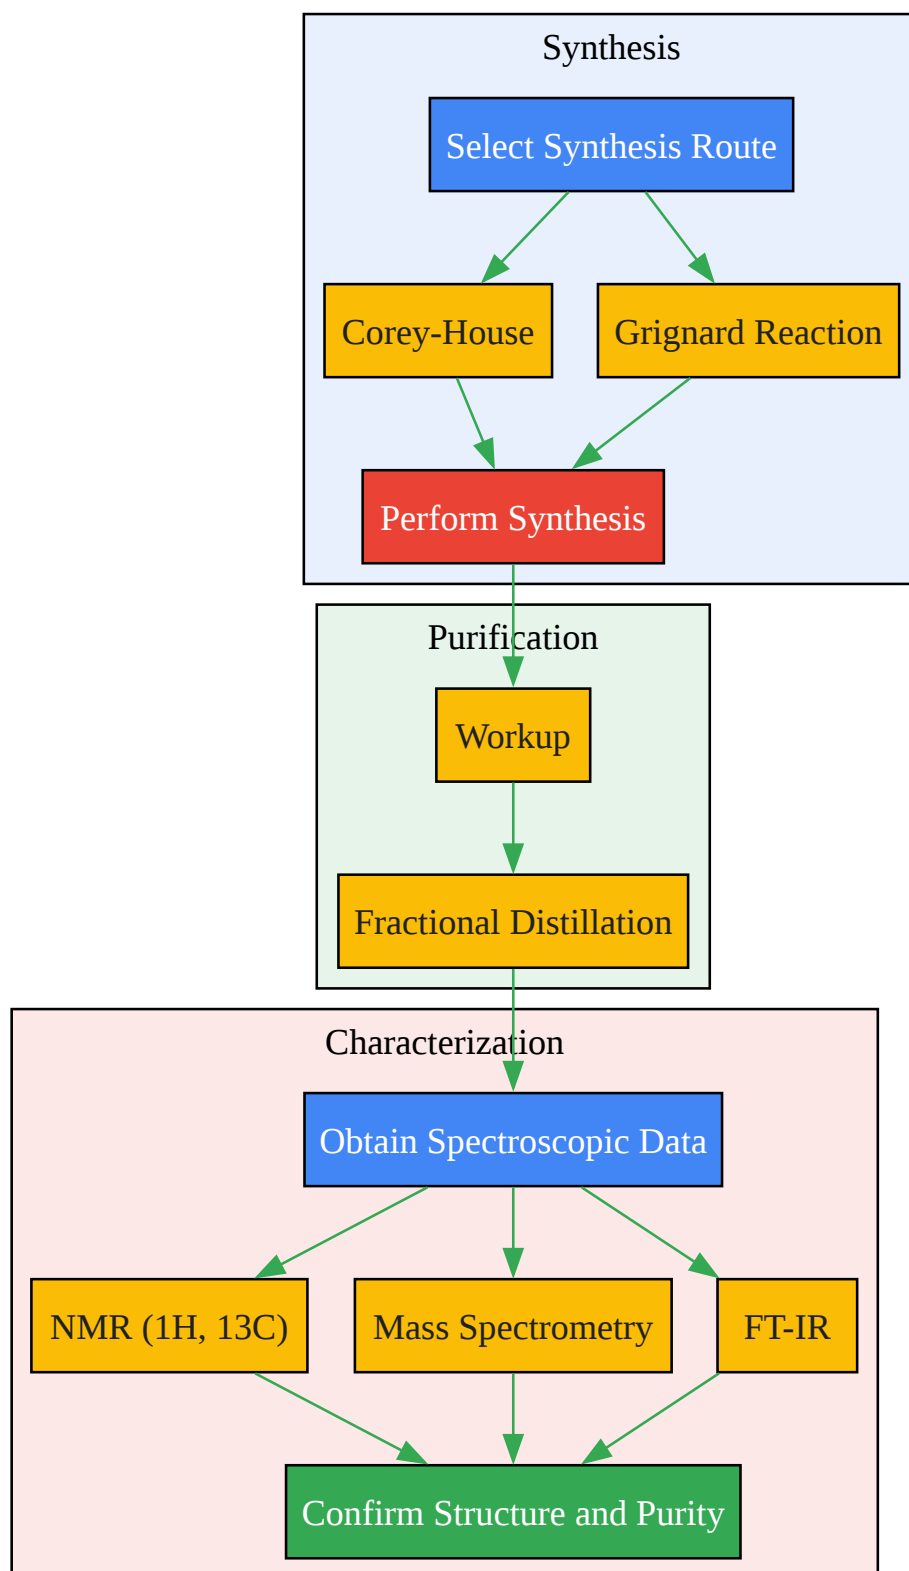 Synthesis
Select Synthesis Route
Corey-House
Grignard Reaction
Perform Synthesis
Purification
Workup
Fractional Distillation
Characterization
Obtain Spectroscopic Data
NMR (1H, 13C)
Mass Spectrometry
FT-IR
Confirm Structure and Purity